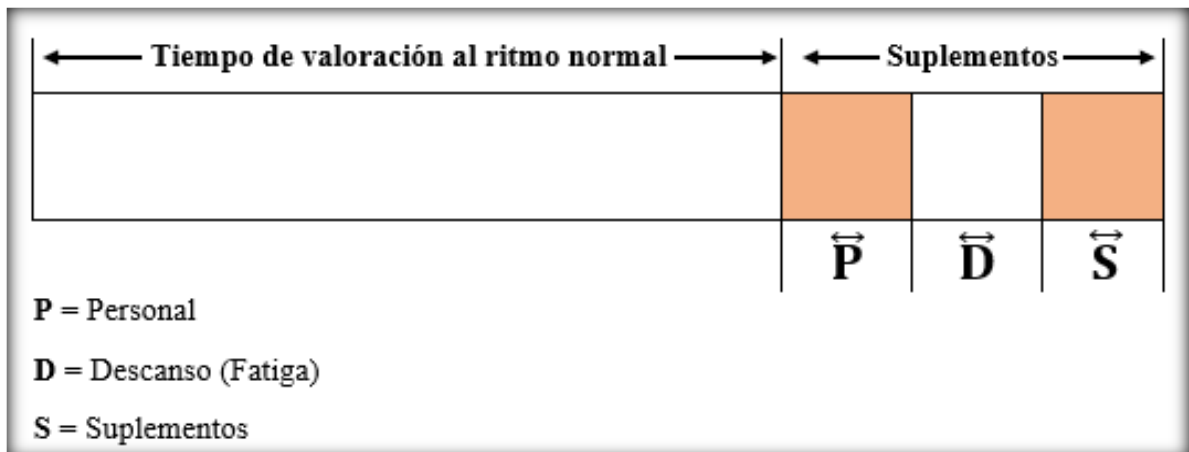 Tiempo de valoración al ritmo normal Suplementos
P D S
P = Personal
D = Descanso (Fatiga)
S = Suplementos